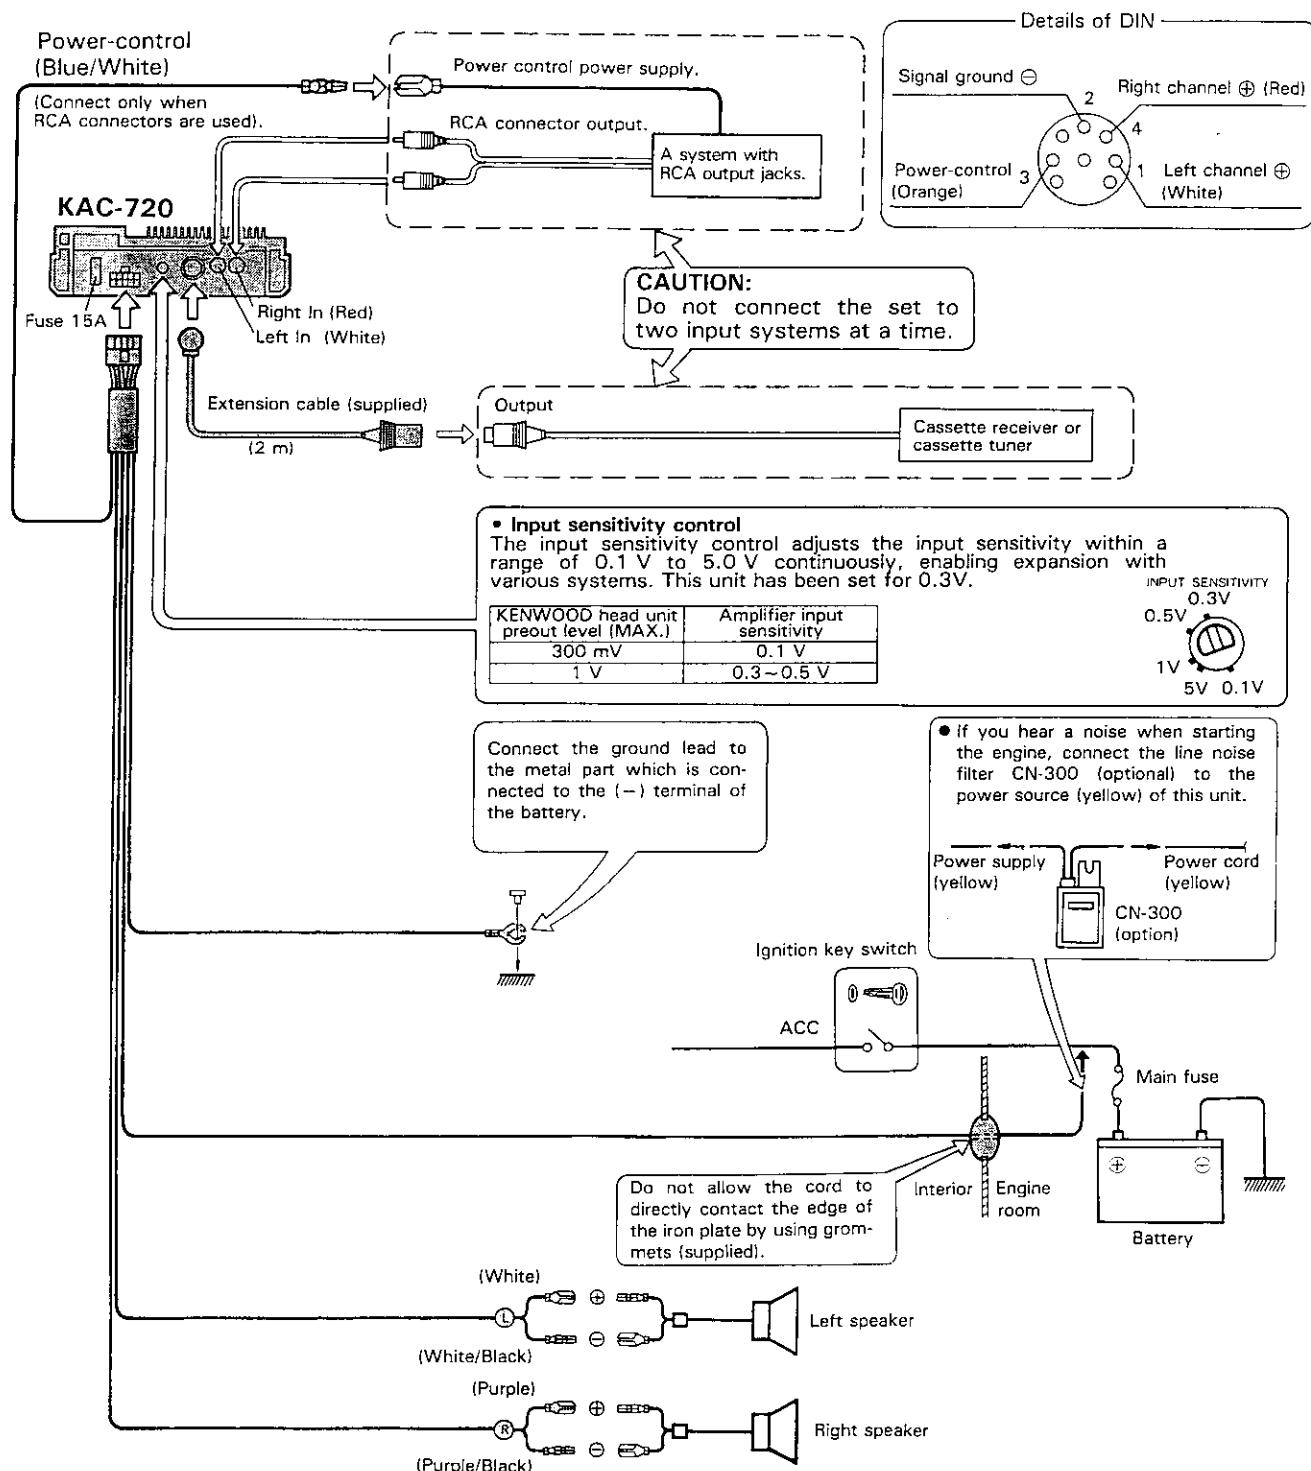 Power-control
(Blue/White)
(Connect only when
RCA connectors are used).
Power control power supply.
RCA connector output.
A system with
RCA output jacks.
Details of DIN
Signal ground ⊖
Right channel ⊕ (Red)
2
4
Power-control
(Orange)
3
1
Left channel ⊕
(White)
KAC-720
Fuse 15A
Right In (Red)
Left In (White)
CAUTION:
Do not connect the set to
two input systems at a time.
Extension cable (supplied)
(2 m)
Output
Cassette receiver or
cassette tuner
• Input sensitivity control
The input sensitivity control adjusts the input sensitivity within a
range of 0.1 V to 5.0 V continuously, enabling expansion with
various systems. This unit has been set for 0.3V.
KENWOOD head unit
preout level (MAX.)
Amplifier input
sensitivity
300 mV
0.1 V
1 V
0.3~0.5 V
INPUT SENSITIVITY
0.3V
0.5V
1V
5V
0.1V
Connect the ground lead to
the metal part which is con-
nected to the (−) terminal of
the battery.
● If you hear a noise when starting
the engine, connect the line noise
filter CN-300 (optional) to the
power source (yellow) of this unit.
Power supply
(yellow)
Power cord
(yellow)
CN-300
(option)
Ignition key switch
ACC
Main fuse
⊕
⊖
Battery
Interior
Engine
room
Do not allow the cord to
directly contact the edge of
the iron plate by using grom-
mets (supplied).
(White)
L
⊕
⊖
(White/Black)
Left speaker
(Purple)
R
⊕
⊖
(Purple/Black)
Right speaker